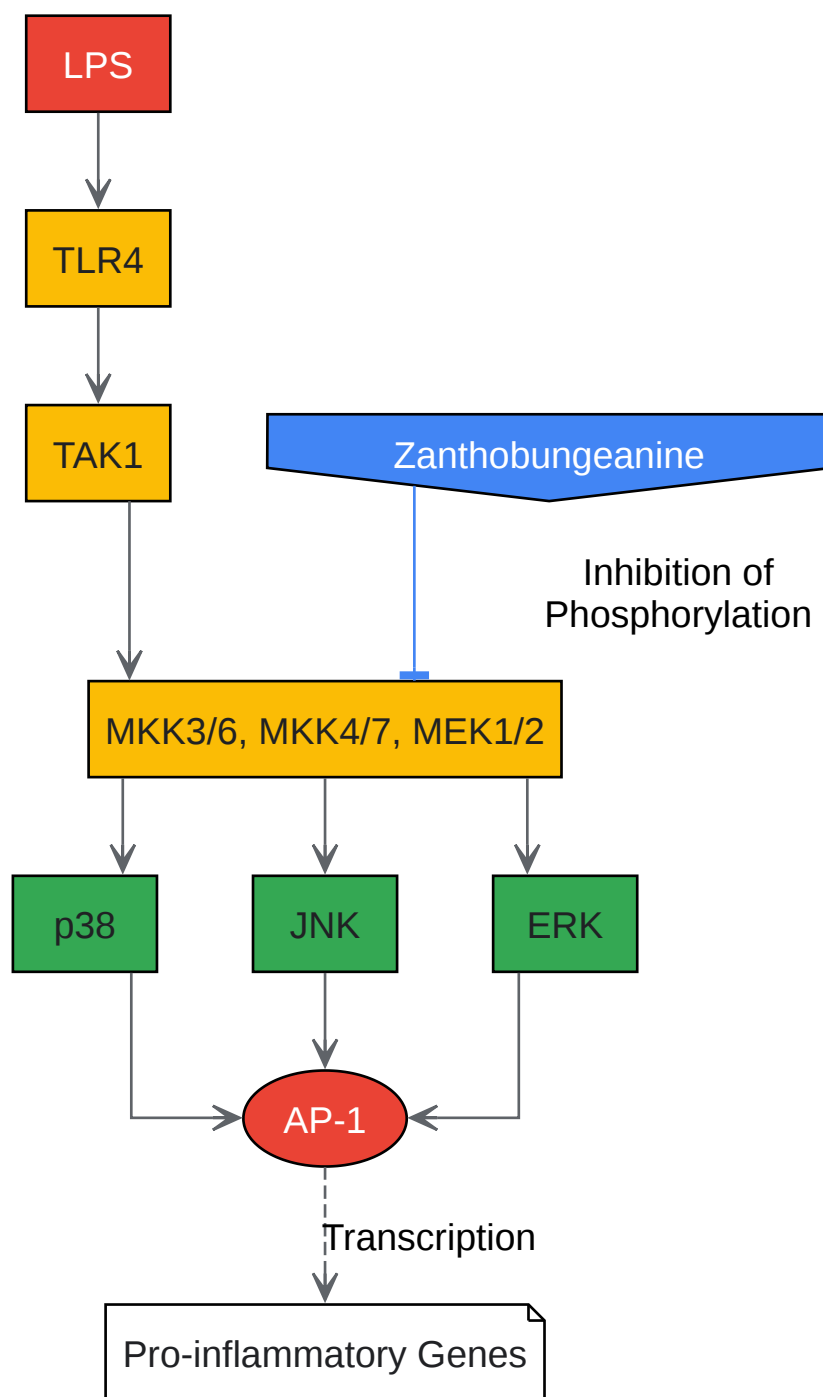 LPS
TLR4
TAK1
Zanthobungeanine
Inhibition of
Phosphorylation
MKK3/6, MKK4/7, MEK1/2
p38
JNK
ERK
AP-1
Transcription
Pro-inflammatory Genes